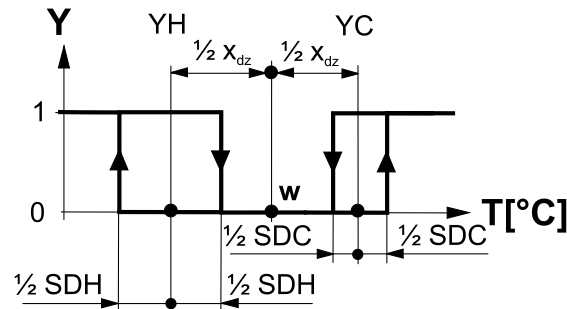 Y YH YC
½ x_dz ½ x_dz
1
w
0 T[°C]
½ SDC ½ SDC
½ SDH ½ SDH